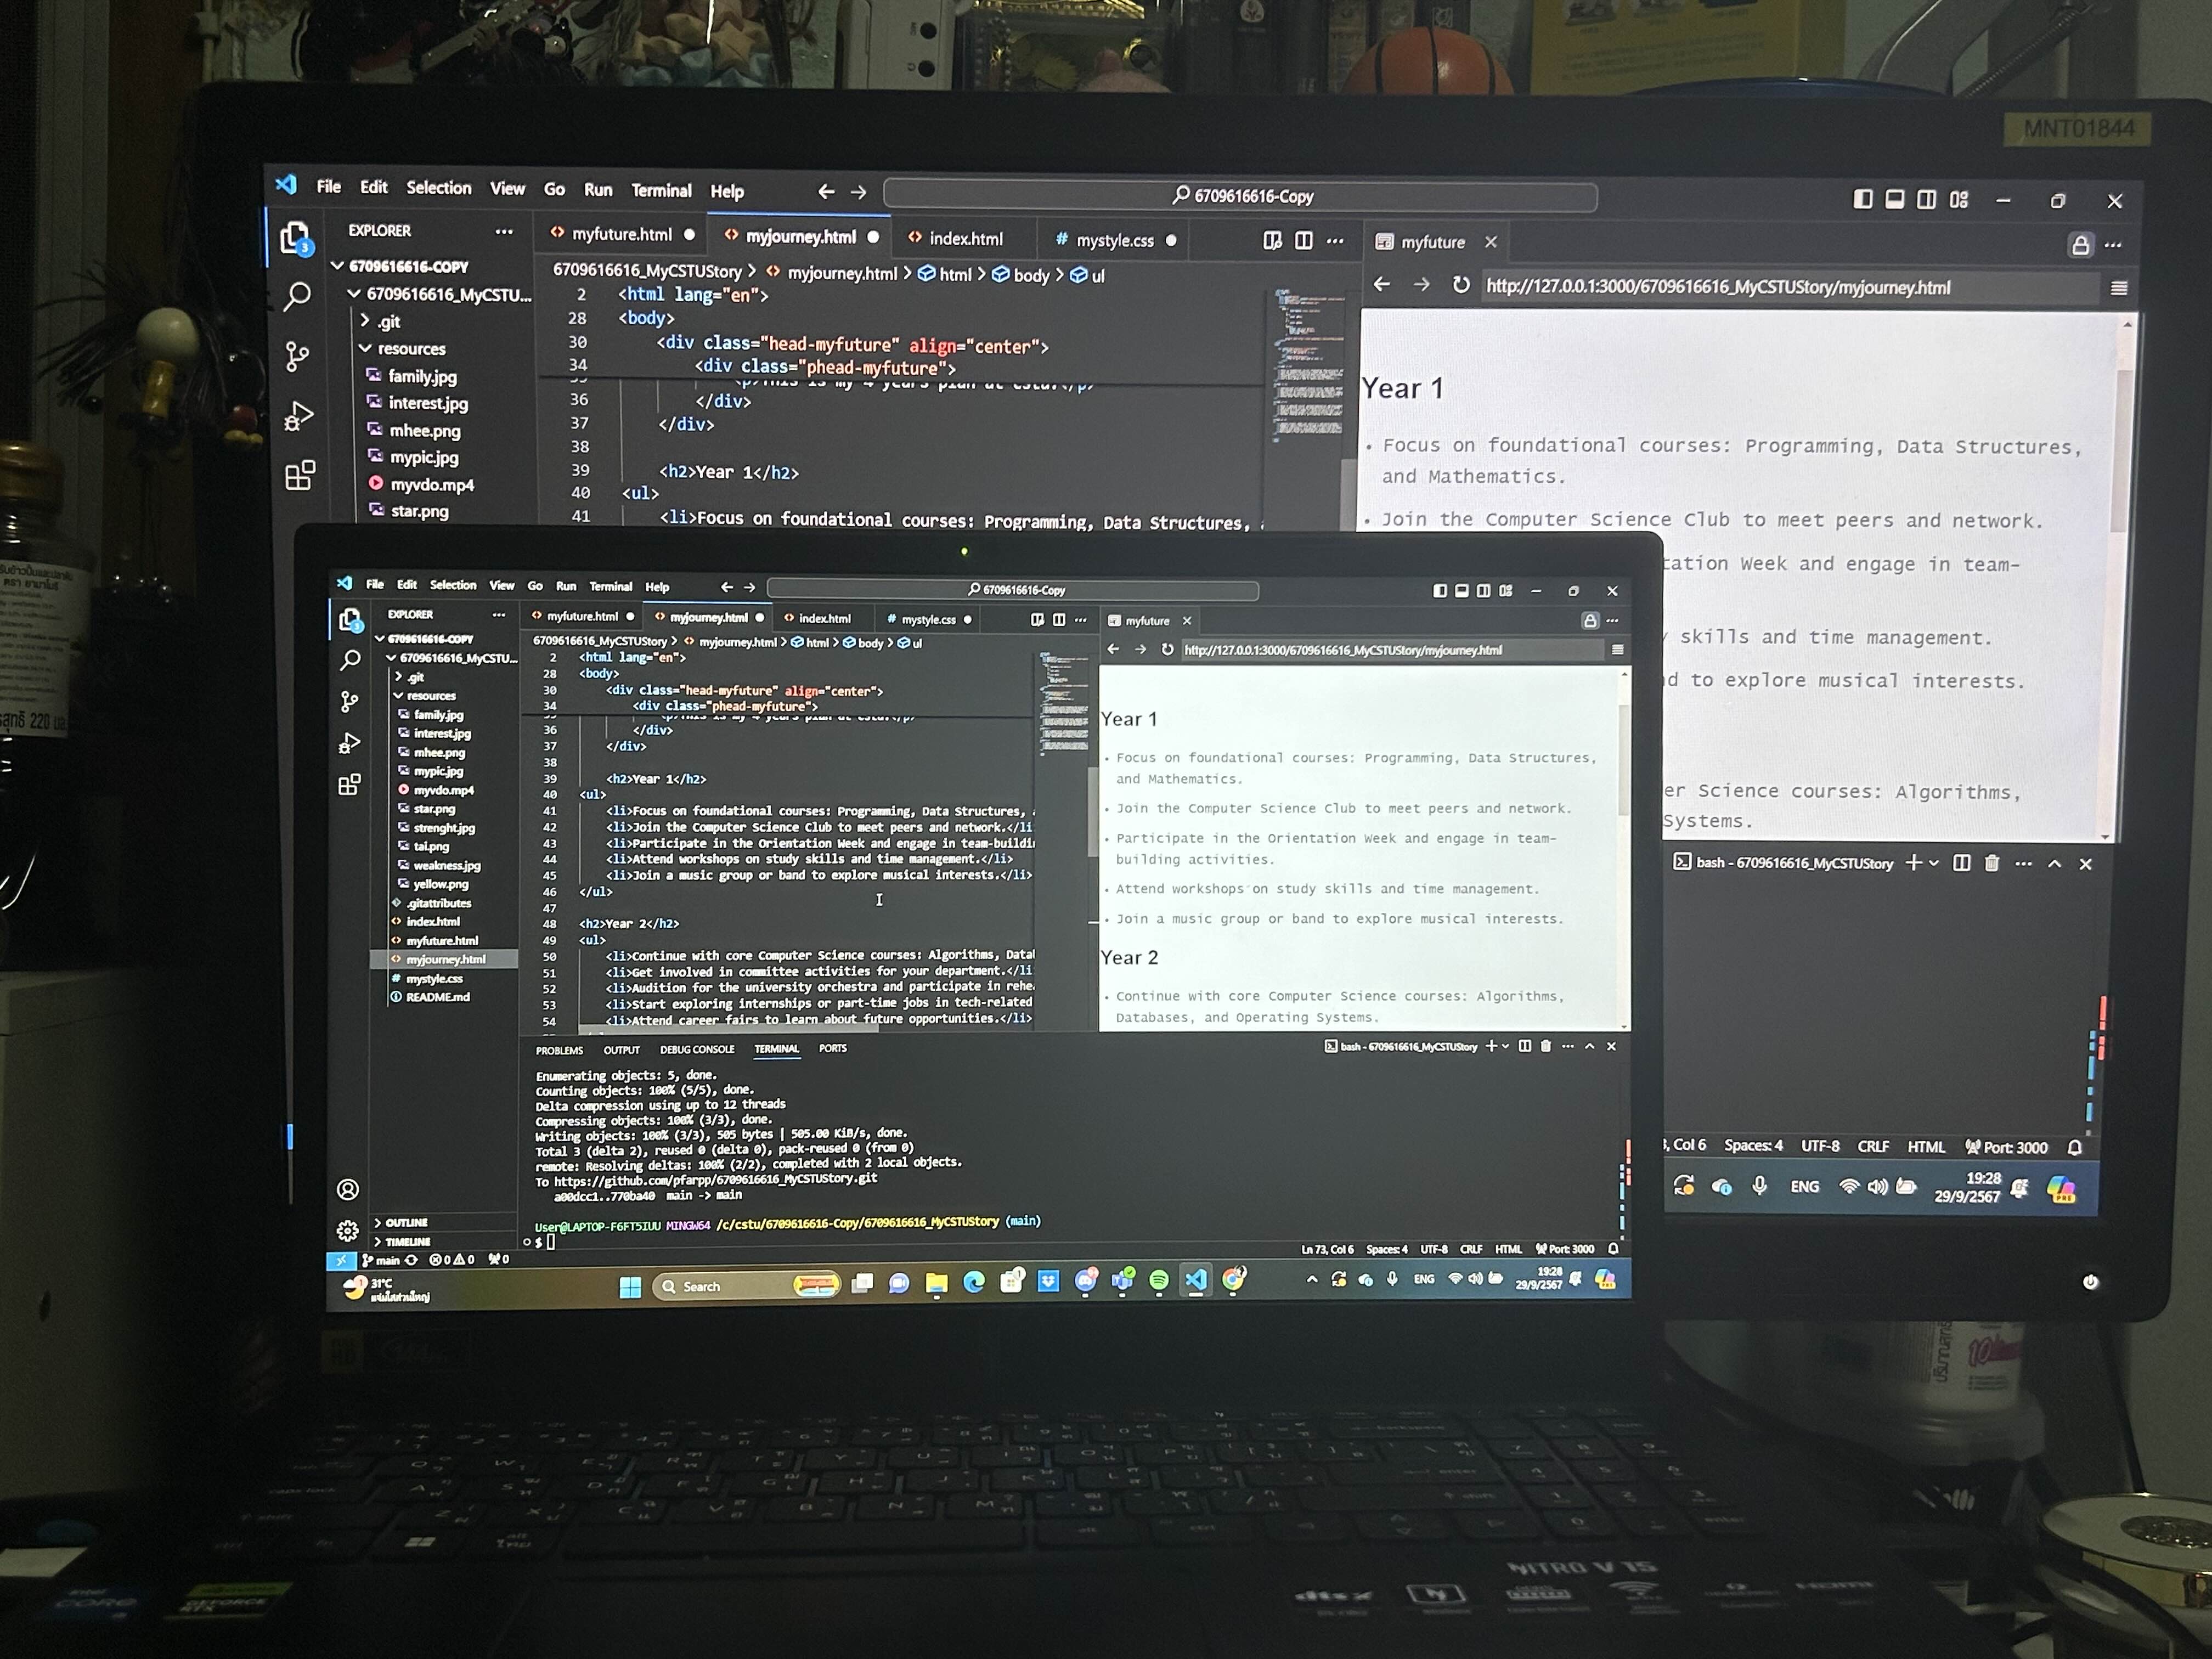 MNT01844
File Edit Selection View Go Run Terminal Help
6709616616-Copy
EXPLORER
myfuture.html
myjourney.html
index.html
# mystyle.css
myfuture
6709616616-COPY
6709616616_MyCSTUStory > myjourney.html > html > body > ul
http://127.0.0.1:3000/6709616616_MyCSTUStory/myjourney.html
6709616616_MyCSTU...
.git
resources
family.jpg
interest.jpg
mhee.png
mypic.jpg
myvdo.mp4
star.png
2 <html lang="en">
28 <body>
30 <div class="head-myfuture" align="center">
34 <div class="phead-myfuture">
36 </div>
37 </div>
38
39 <h2>Year 1</h2>
40 <ul>
41 <li>Focus on foundational courses: Programming, Data Structures,
Year 1
• Focus on foundational courses: Programming, Data Structures,
and Mathematics.
• Join the Computer Science Club to meet peers and network.
Week and engage in team-
skills and time management.
to explore musical interests.
Science courses: Algorithms,
Systems.
bash - 6709616616_MyCSTUStory
Col 6 Spaces: 4 UTF-8 CRLF HTML Port: 3000
ENG
19:28
29/9/2567
File Edit Selection View Go Run Terminal Help
6709616616-Copy
EXPLORER
myfuture.html
myjourney.html
index.html
# mystyle.css
myfuture
6709616616-COPY
6709616616_MyCSTUStory > myjourney.html > html > body > ul
http://127.0.0.1:3000/6709616616_MyCSTUStory/myjourney.html
6709616616_MyCSTU...
.git
resources
family.jpg
interest.jpg
mhee.png
mypic.jpg
myvdo.mp4
star.png
strenght.jpg
tai.png
weakness.jpg
yellow.png
.gitattributes
index.html
myfuture.html
myjourney.html
# mystyle.css
README.md
OUTLINE
TIMELINE
2 <html lang="en">
28 <body>
30 <div class="head-myfuture" align="center">
34 <div class="phead-myfuture">
36 </div>
37 </div>
38
39 <h2>Year 1</h2>
40 <ul>
41 <li>Focus on foundational courses: Programming, Data Structures,
42 <li>Join the Computer Science Club to meet peers and network.</li
43 <li>Participate in the Orientation Week and engage in team-buildi
44 <li>Attend workshops on study skills and time management.</li>
45 <li>Join a music group or band to explore musical interests.</li>
46 </ul>
47
48 <h2>Year 2</h2>
49 <ul>
50 <li>Continue with core Computer Science courses: Algorithms, Data
51 <li>Get involved in committee activities for your department.</li
52 <li>Audition for the university orchestra and participate in rehe
53 <li>Start exploring internships or part-time jobs in tech-related
54 <li>Attend career fairs to learn about future opportunities.</li>
Year 1
• Focus on foundational courses: Programming, Data Structures,
and Mathematics.
• Join the Computer Science Club to meet peers and network.
• Participate in the Orientation Week and engage in team-
building activities.
• Attend workshops on study skills and time management.
• Join a music group or band to explore musical interests.
Year 2
• Continue with core Computer Science courses: Algorithms,
Databases, and Operating Systems.
PROBLEMS OUTPUT DEBUG CONSOLE TERMINAL PORTS
bash - 6709616616_MyCSTUStory
Enumerating objects: 5, done.
Counting objects: 100% (5/5), done.
Delta compression using up to 12 threads
Compressing objects: 100% (3/3), done.
Writing objects: 100% (3/3), 505 bytes | 505.00 KiB/s, done.
Total 3 (delta 2), reused 0 (delta 0), pack-reused 0 (from 0)
remote: Resolving deltas: 100% (2/2), completed with 2 local objects.
To https://github.com/pfarpp/6709616616_MyCSTUStory.git
a00dcc1..770ba40 main -> main
User@LAPTOP-F6FT5IUU MINGW64 /c/cstu/6709616616-Copy/6709616616_MyCSTUStory (main)
$
main 0 0 0
Ln 73, Col 6 Spaces: 4 UTF-8 CRLF HTML Port: 3000
31°C
Search
ENG
19:28
29/9/2567
NITRO V 15
intel
CORE
GEFORCE
RTX